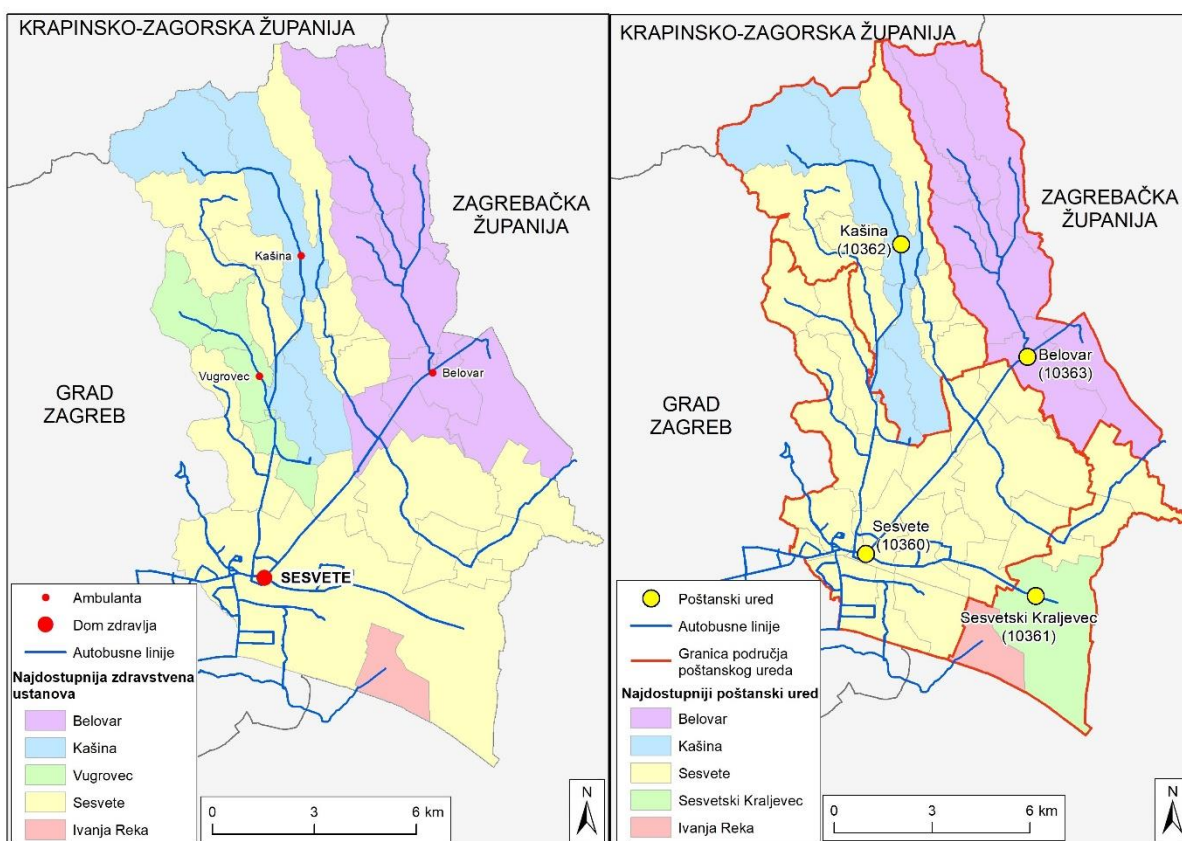 KRAPINSKO-ZAGORSKA ŽUPANIJA
ZAGREBAČKA
ŽUPANIJA
Kašina
Vugrovec
Belovar
GRAD
ZAGREB
SESVETE
Ambulanta
Dom zdravlja
Autobusne linije
Najdostupnija zdravstvena
ustanova
Belovar
Kašina
Vugrovec
Sesvete
Ivanja Reka
0 3 6 km
N
KRAPINSKO-ZAGORSKA ŽUPANIJA
ZAGREBAČKA
ŽUPANIJA
Kašina
(10362)
Belovar
(10363)
GRAD
ZAGREB
Sesvete
(10360)
Sesvetski Kraljevec
(10361)
Poštanski ured
Autobusne linije
Granica područja
poštanskog ureda
Najdostupniji poštanski ured
Belovar
Kašina
Sesvete
Sesvetski Kraljevec
Ivanja Reka
0 3 6 km
N